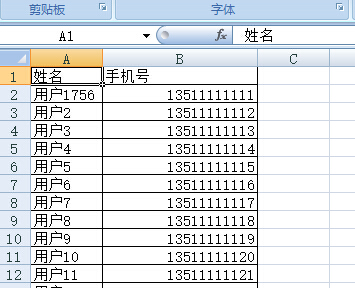 剪贴板 字体
A1 fx 姓名
A B C
1 姓名 手机号
2 用户1756 13511111111
3 用户2 13511111112
4 用户3 13511111113
5 用户4 13511111114
6 用户5 13511111115
7 用户6 13511111116
8 用户7 13511111117
9 用户8 13511111118
10 用户9 13511111119
11 用户10 13511111120
12 用户11 13511111121